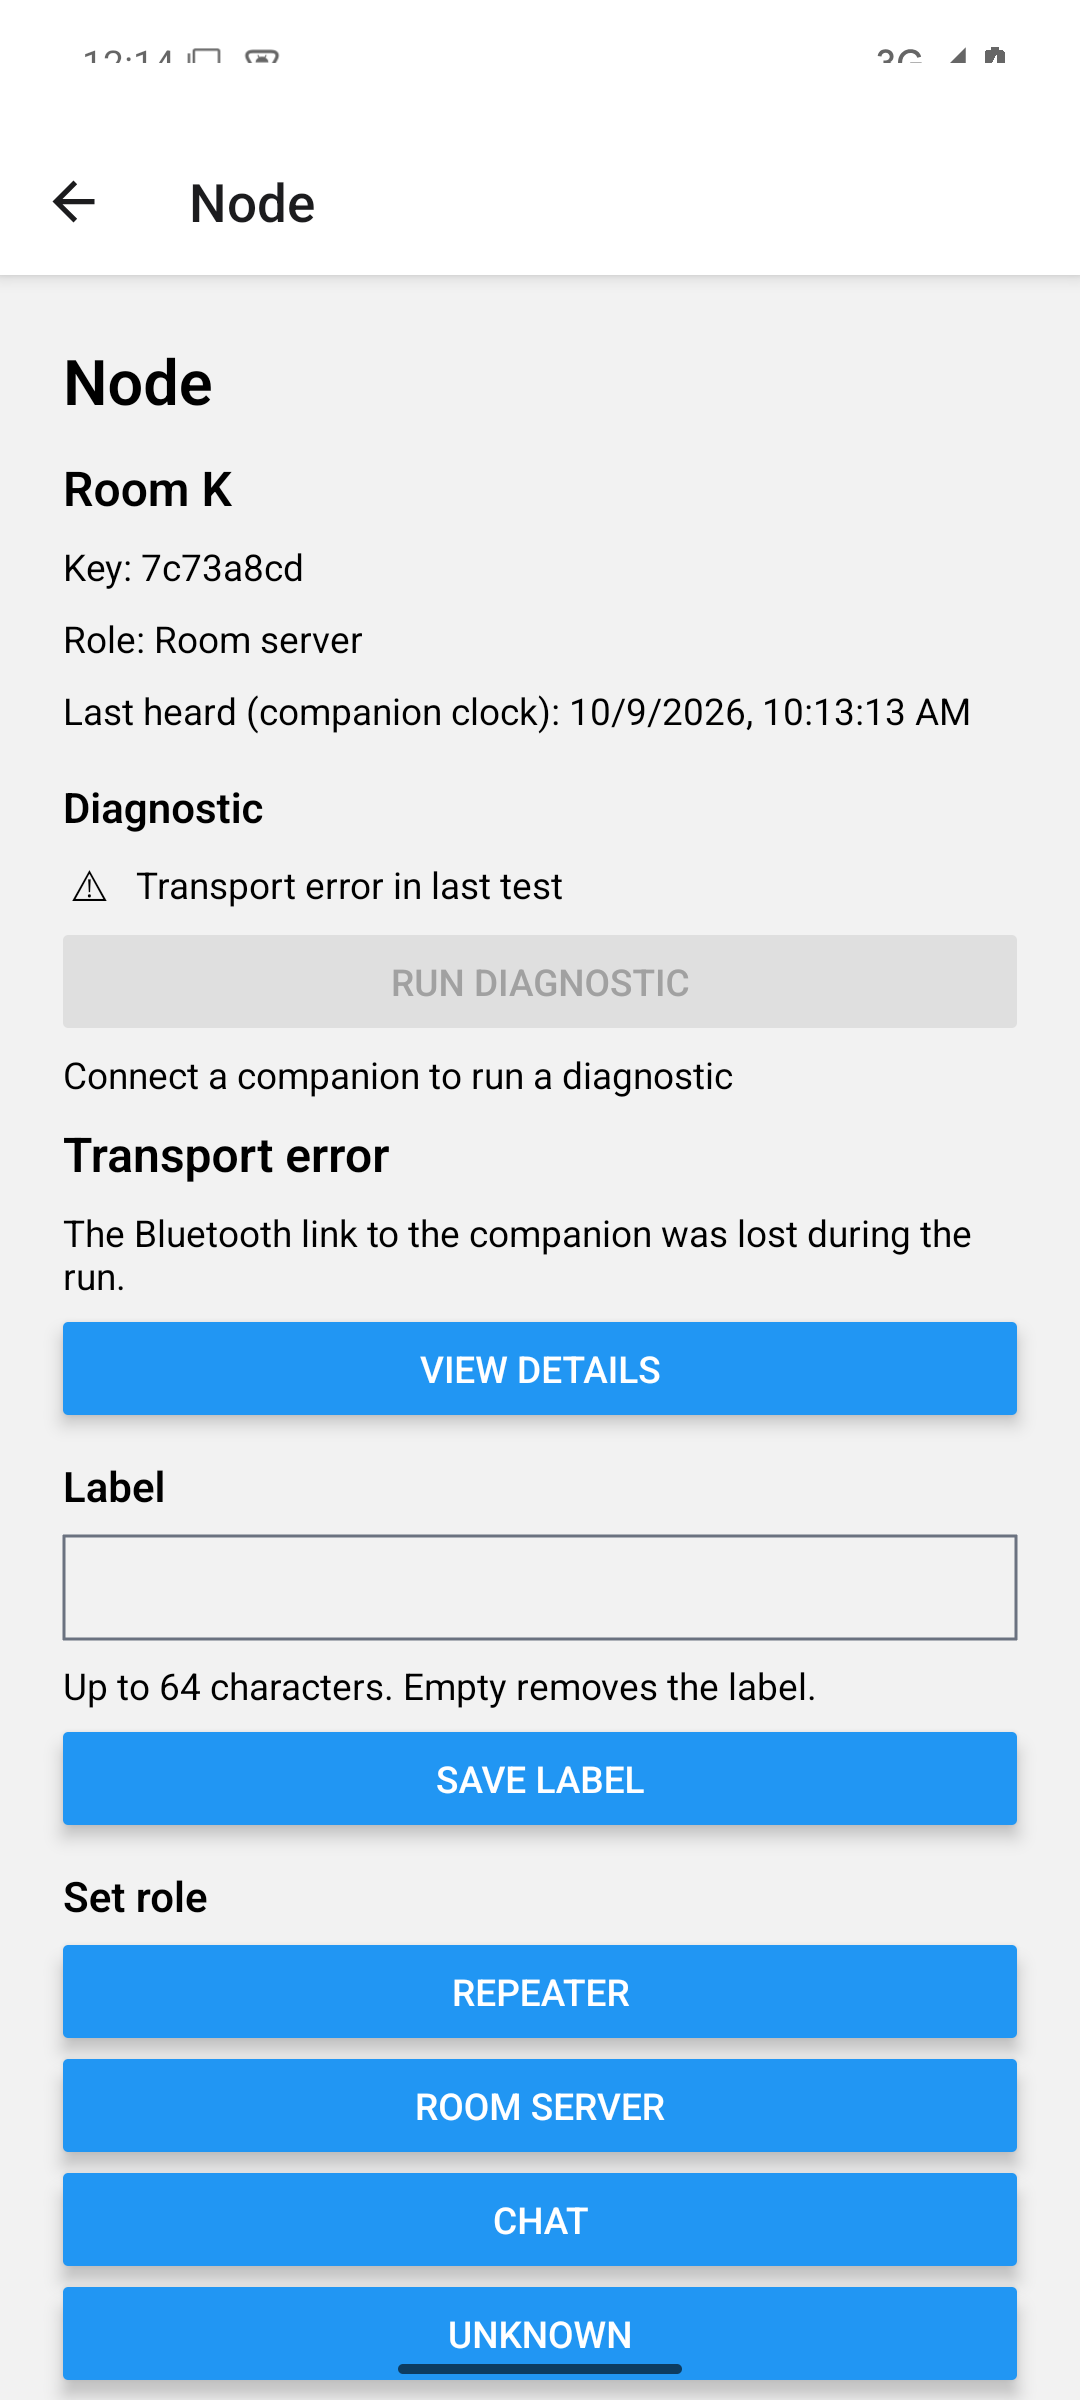 12:14 3G
Node
Node
Room K
Key: 7c73a8cd
Role: Room server
Last heard (companion clock): 10/9/2026, 10:13:13 AM
Diagnostic
⚠ Transport error in last test
RUN DIAGNOSTIC
Connect a companion to run a diagnostic
Transport error
The Bluetooth link to the companion was lost during the
run.
VIEW DETAILS
Label
Up to 64 characters. Empty removes the label.
SAVE LABEL
Set role
REPEATER
ROOM SERVER
CHAT
UNKNOWN